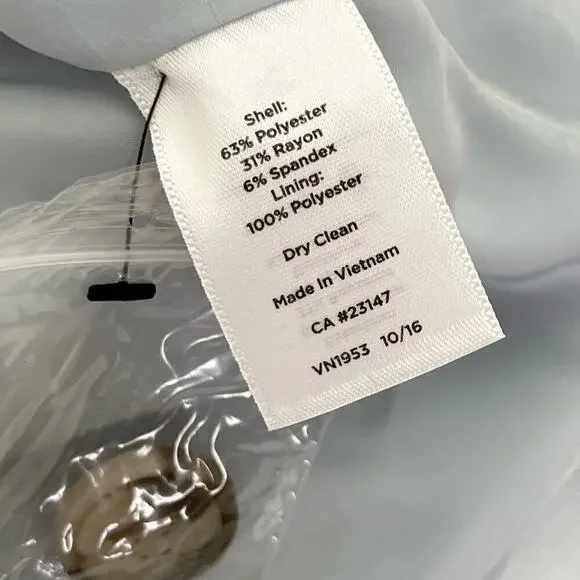 Shell:
63% Polyester
31% Rayon
6% Spandex
Lining:
100% Polyester
Dry Clean
Made In Vietnam
CA #23147
VN1953 10/16